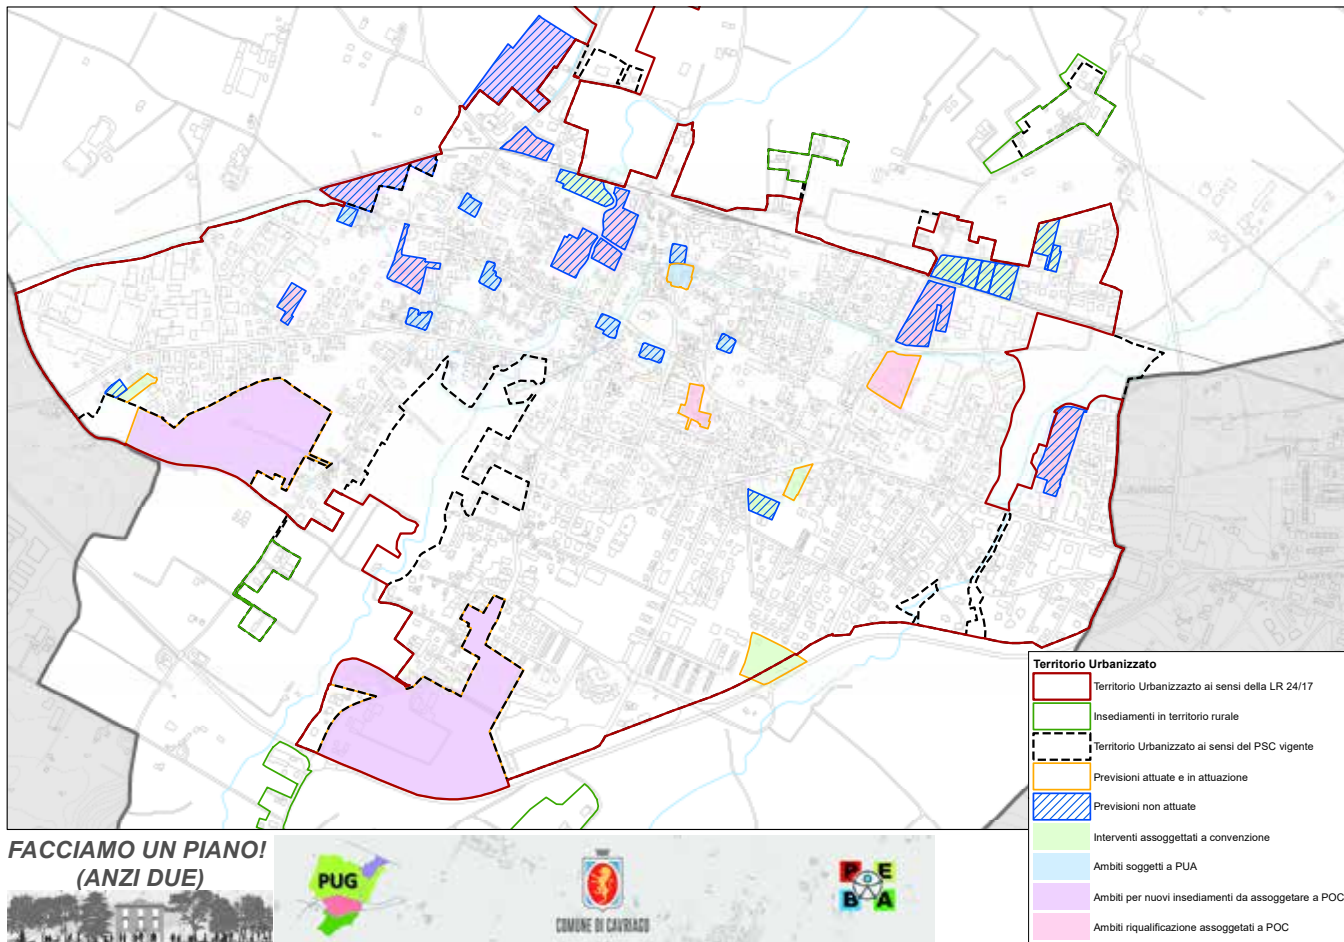 Territorio Urbanizzato
Territorio Urbanizzazto ai sensi della LR 24/17
Insediamenti in territorio rurale
Territorio Urbanizzato ai sensi del PSC vigente
Previsioni attuate e in attuazione
Previsioni non attuate
Interventi assoggettati a convenzione
Ambiti soggetti a PUA
Ambiti per nuovi insediamenti da assoggetare a POC
Ambiti riqualificazione assoggetati a POC
FACCIAMO UN PIANO!
(ANZI DUE)
PUG
COMUNE DI CAVRIAGO
P E
B A